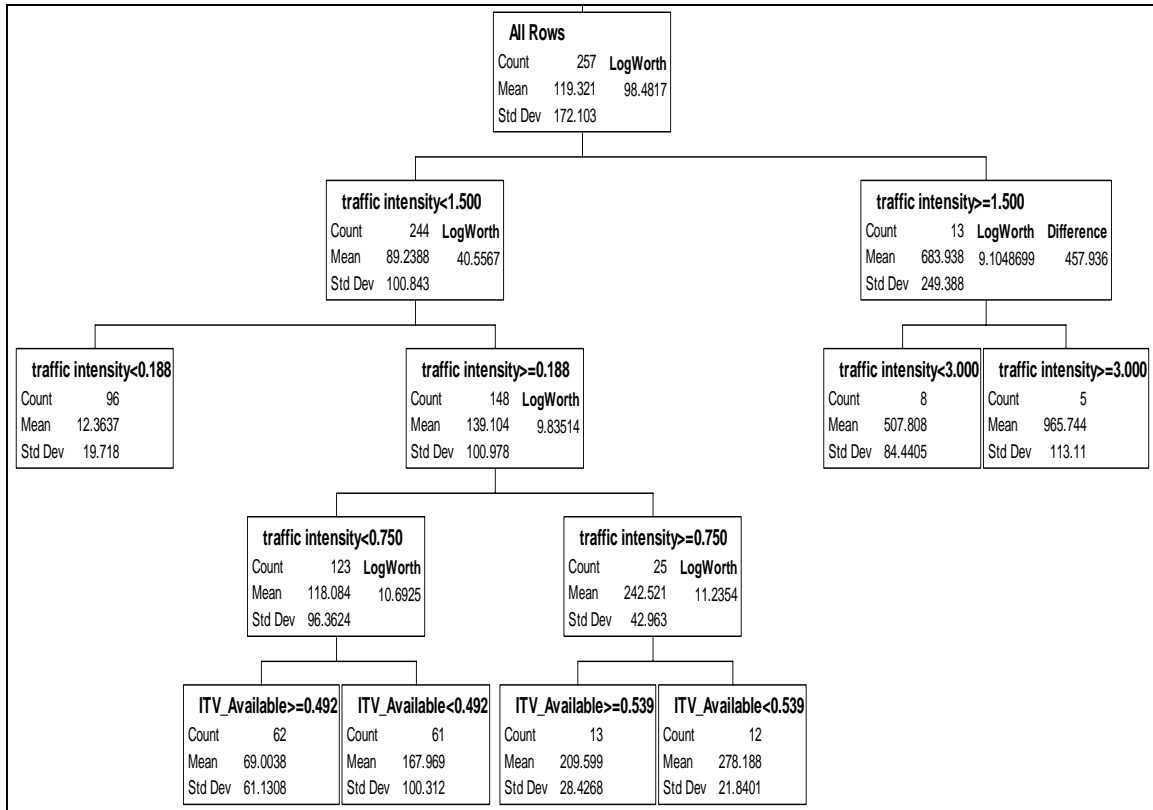 All Rows
Count 257 LogWorth
Mean 119.321 98.4817
Std Dev 172.103
traffic intensity<1.500
Count 244 LogWorth
Mean 89.2388 40.5567
Std Dev 100.843
traffic intensity>=1.500
Count 13 LogWorth Difference
Mean 683.938 9.1048699 457.936
Std Dev 249.388
traffic intensity<0.188
Count 96
Mean 12.3637
Std Dev 19.718
traffic intensity>=0.188
Count 148 LogWorth
Mean 139.104 9.83514
Std Dev 100.978
traffic intensity<3.000
Count 8
Mean 507.808
Std Dev 84.4405
traffic intensity>=3.000
Count 5
Mean 965.744
Std Dev 113.11
traffic intensity<0.750
Count 123 LogWorth
Mean 118.084 10.6925
Std Dev 96.3624
traffic intensity>=0.750
Count 25 LogWorth
Mean 242.521 11.2354
Std Dev 42.963
ITV_Available>=0.492
Count 62
Mean 69.0038
Std Dev 61.1308
ITV_Available<0.492
Count 61
Mean 167.969
Std Dev 100.312
ITV_Available>=0.539
Count 13
Mean 209.599
Std Dev 28.4268
ITV_Available<0.539
Count 12
Mean 278.188
Std Dev 21.8401